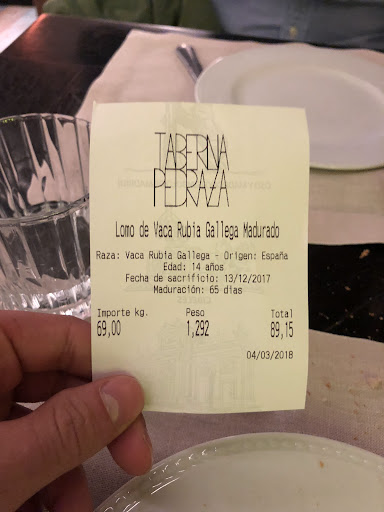 TABERNA
PEDRAZA
Lomo de Vaca Rubia Gallega Madurado
Raza: Vaca Rubia Gallega - Origen: España
Edad: 14 años
Fecha de sacrificio: 13/12/2017
Maduración: 65 dias
Importe kg. Peso Total
69,00 1,292 89,15
04/03/2018